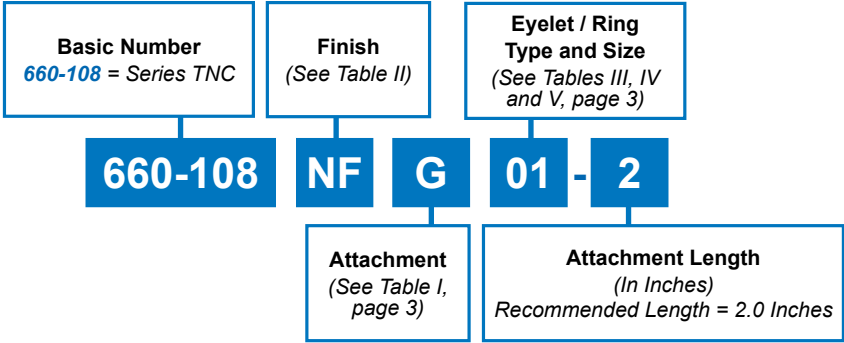 Basic Number
660-108 = Series TNC
Finish
(See Table II)
Eyelet / Ring
Type and Size
(See Tables III, IV
and V, page 3)
660-108 NF G 01 - 2
Attachment
(See Table I,
page 3)
Attachment Length
(In Inches)
Recommended Length = 2.0 Inches